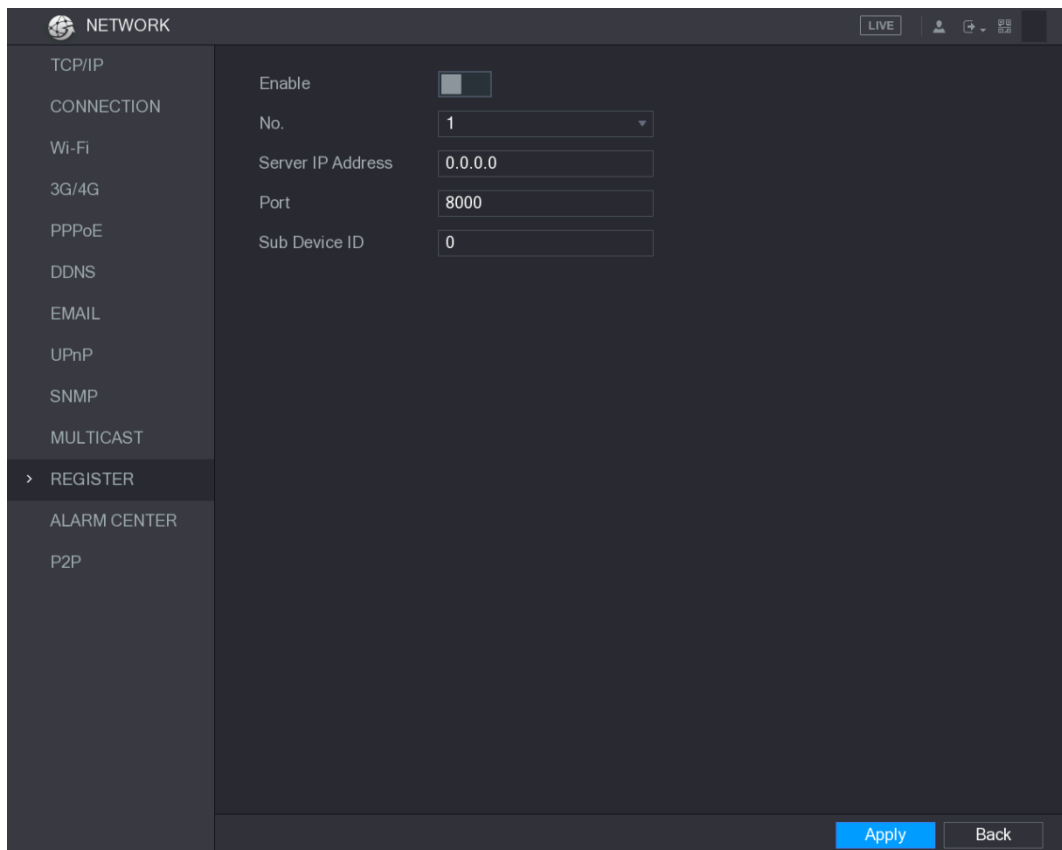 NETWORK
LIVE
TCP/IP
CONNECTION
Wi-Fi
3G/4G
PPPoE
DDNS
EMAIL
UPnP
SNMP
MULTICAST
REGISTER
ALARM CENTER
P2P
Enable
No. 1
Server IP Address 0.0.0.0
Port 8000
Sub Device ID 0
Apply Back